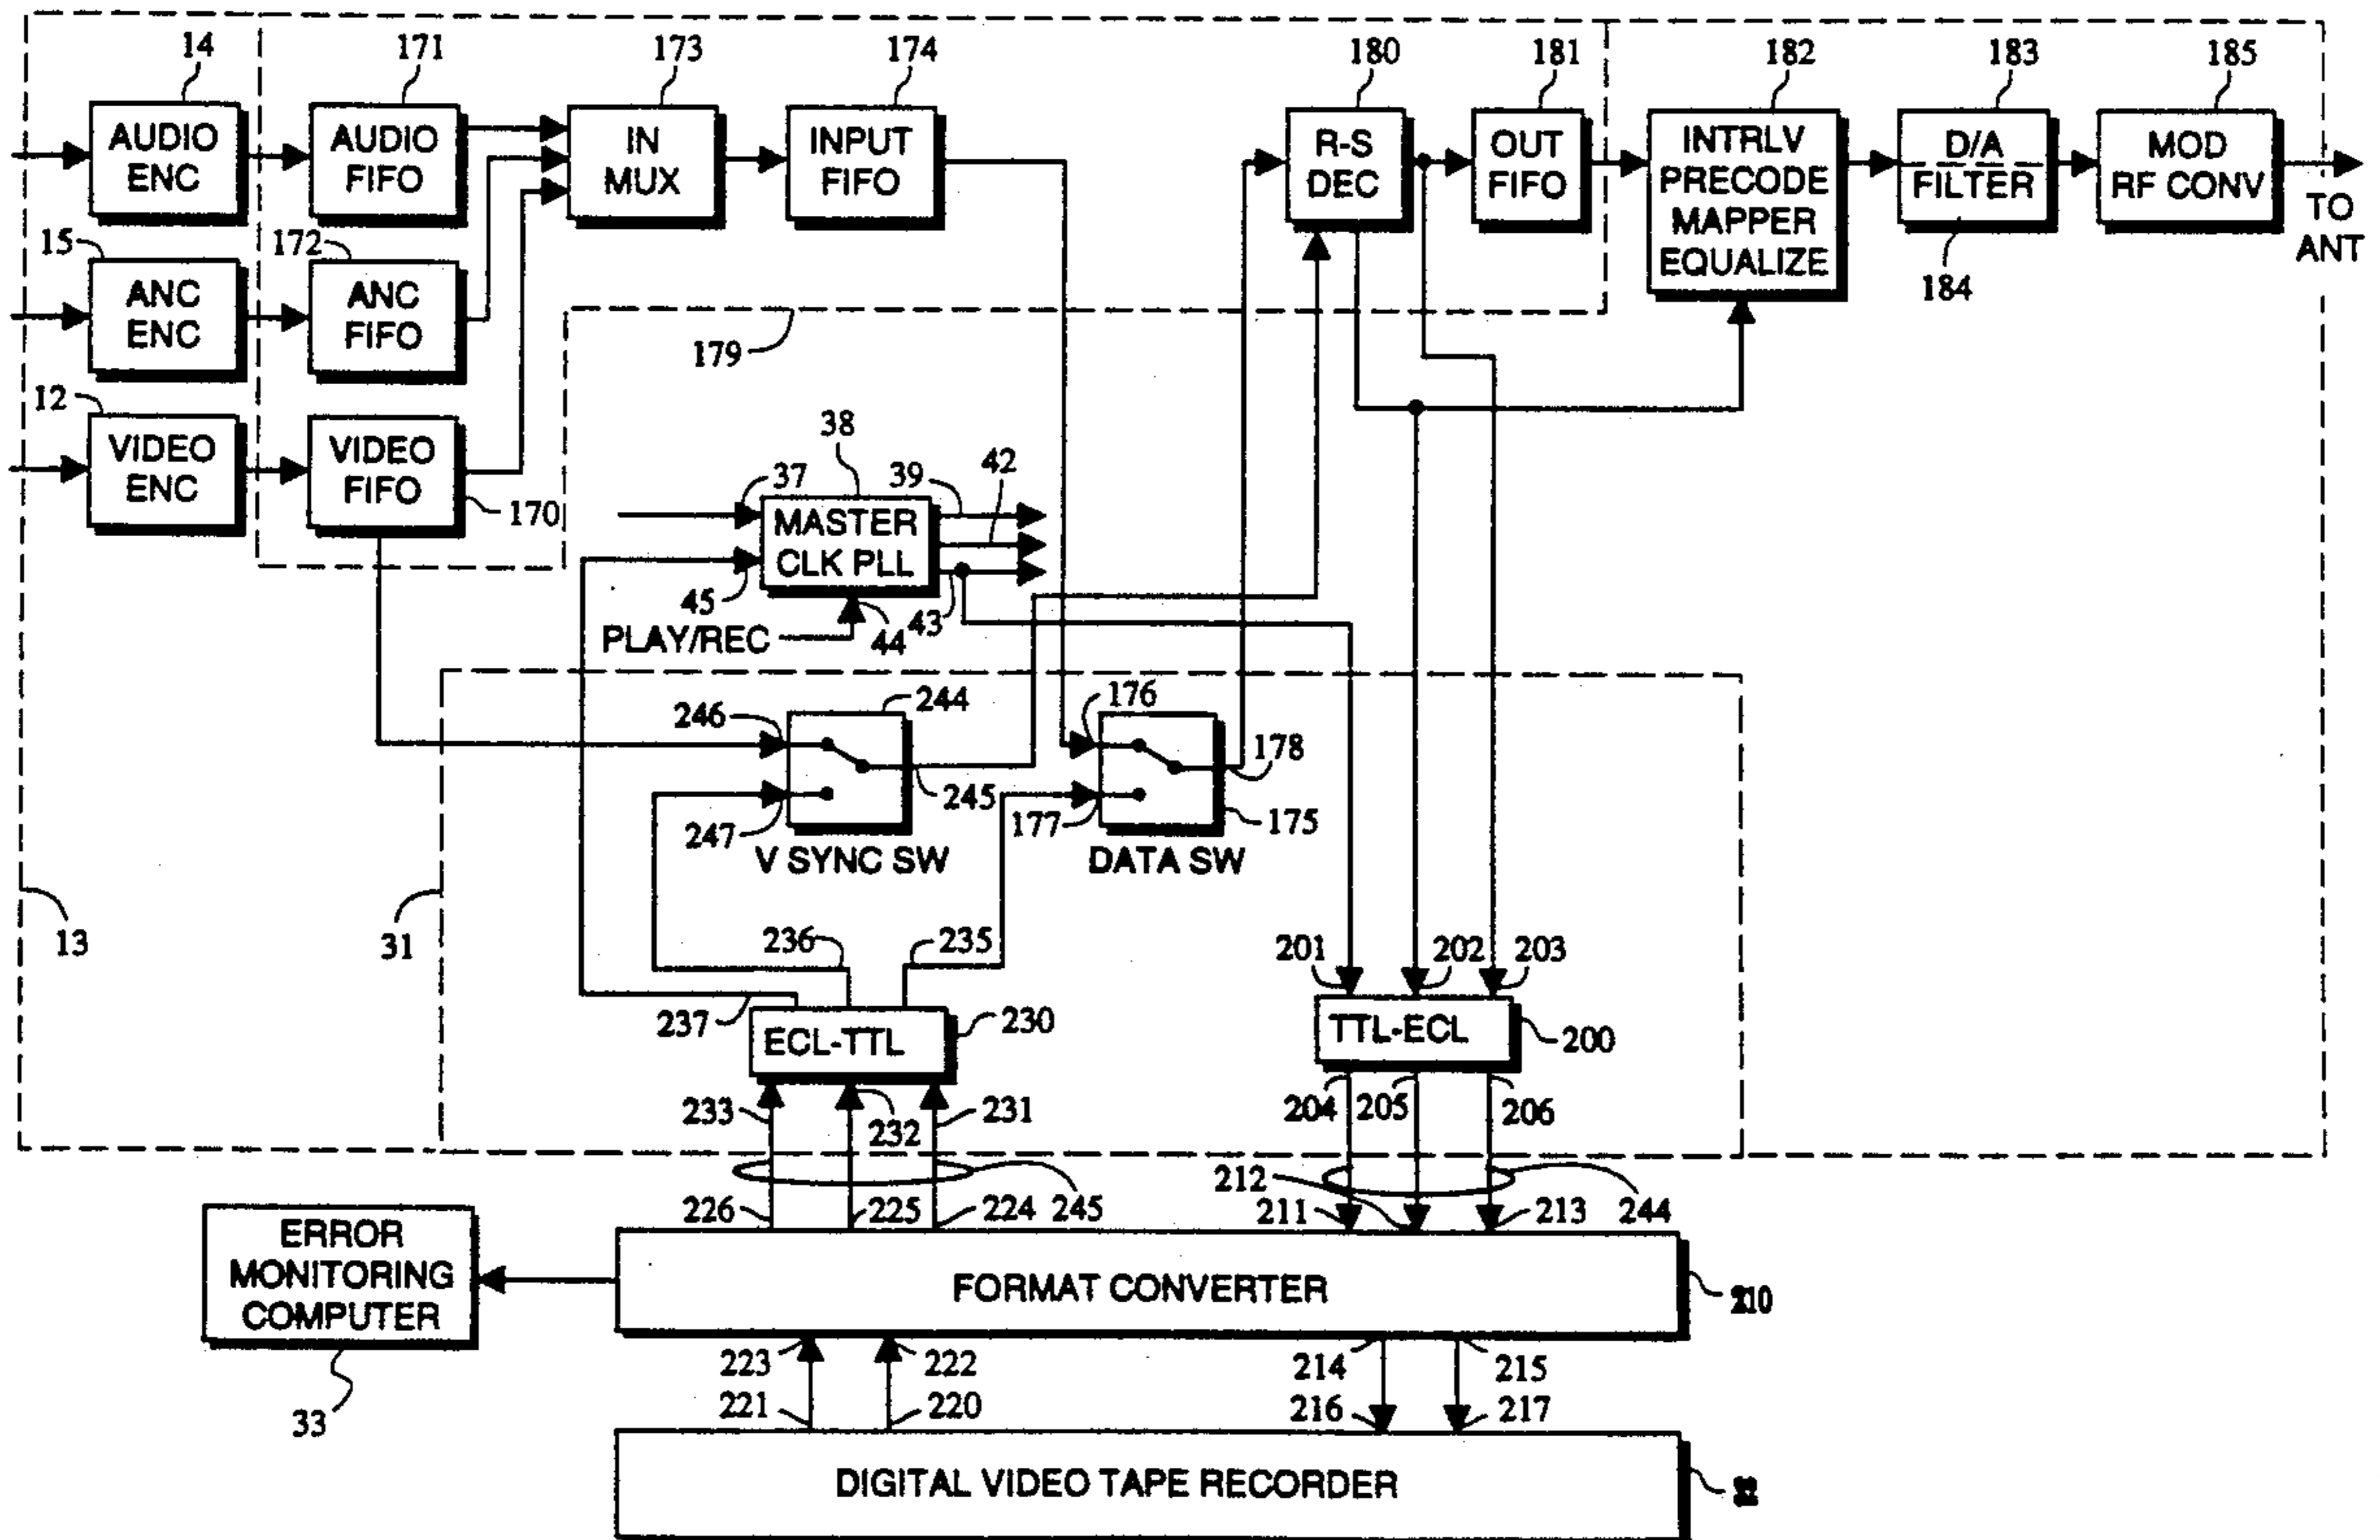 14
171
173
174
180
181
182
183
185
AUDIO
ENC
AUDIO
FIFO
IN
MUX
INPUT
FIFO
R-S
DEC
OUT
FIFO
INTRLV
PRECODE
MAPPER
EQUALIZE
D/A
FILTER
184
MOD
RF CONV
TO
ANT
15
172
ANC
ENC
ANC
FIFO
179
12
VIDEO
ENC
VIDEO
FIFO
170
38
37
39
42
MASTER
CLK PLL
45
43
44
PLAY/REC
246
244
247
245
V SYNC SW
176
178
177
175
DATA SW
13
31
236
235
237
ECL-TTL
230
201
202
203
TTL-ECL
200
233
232
231
204
205
206
226
225
224
245
212
211
213
244
ERROR
MONITORING
COMPUTER
33
FORMAT CONVERTER
210
223
222
214
215
221
220
216
217
DIGITAL VIDEO TAPE RECORDER